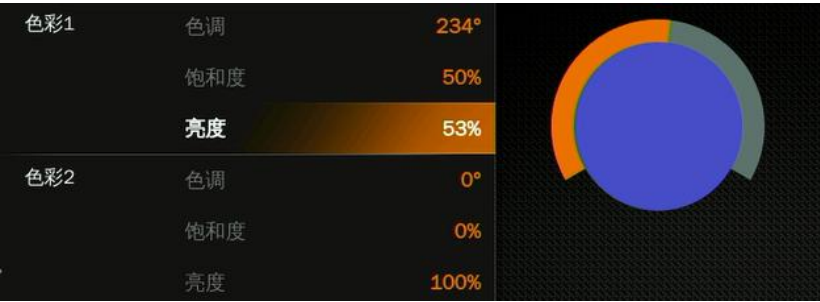 色彩1 色调 234°
饱和度 50%
亮度 53%
色彩2 色调 0°
饱和度 0%
亮度 100%